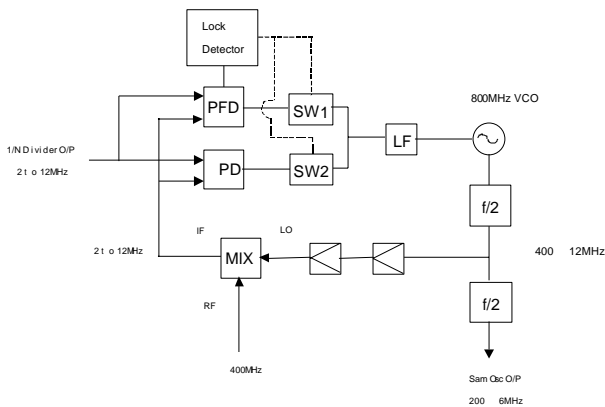 Lock
Detector
PFD
SW1
800MHz VCO
LF
1/N Divider O/P
2 to 12MHz
PD
SW2
f/2
IF
LO
2 to 12MHz
MIX
400 12MHz
RF
f/2
400MHz
Sam Osc O/P
200 6MHz